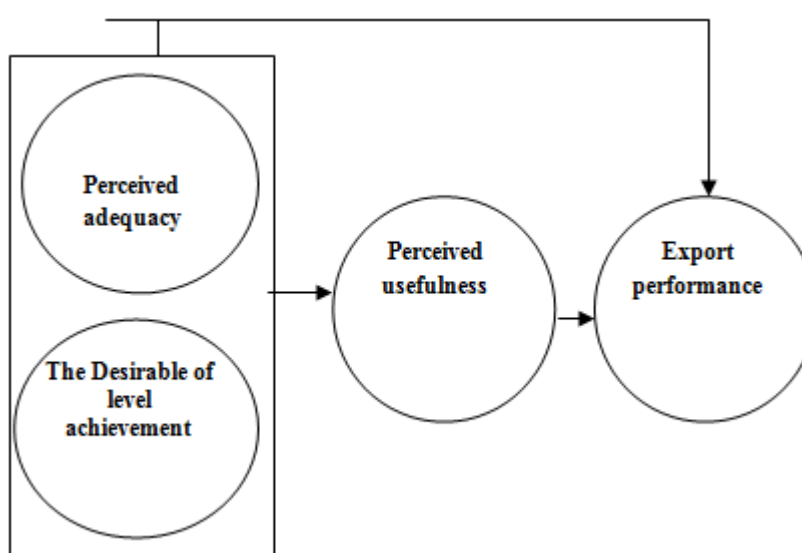 Perceived
adequacy
The Desirable of
level
achievement
Perceived
usefulness
Export
performance